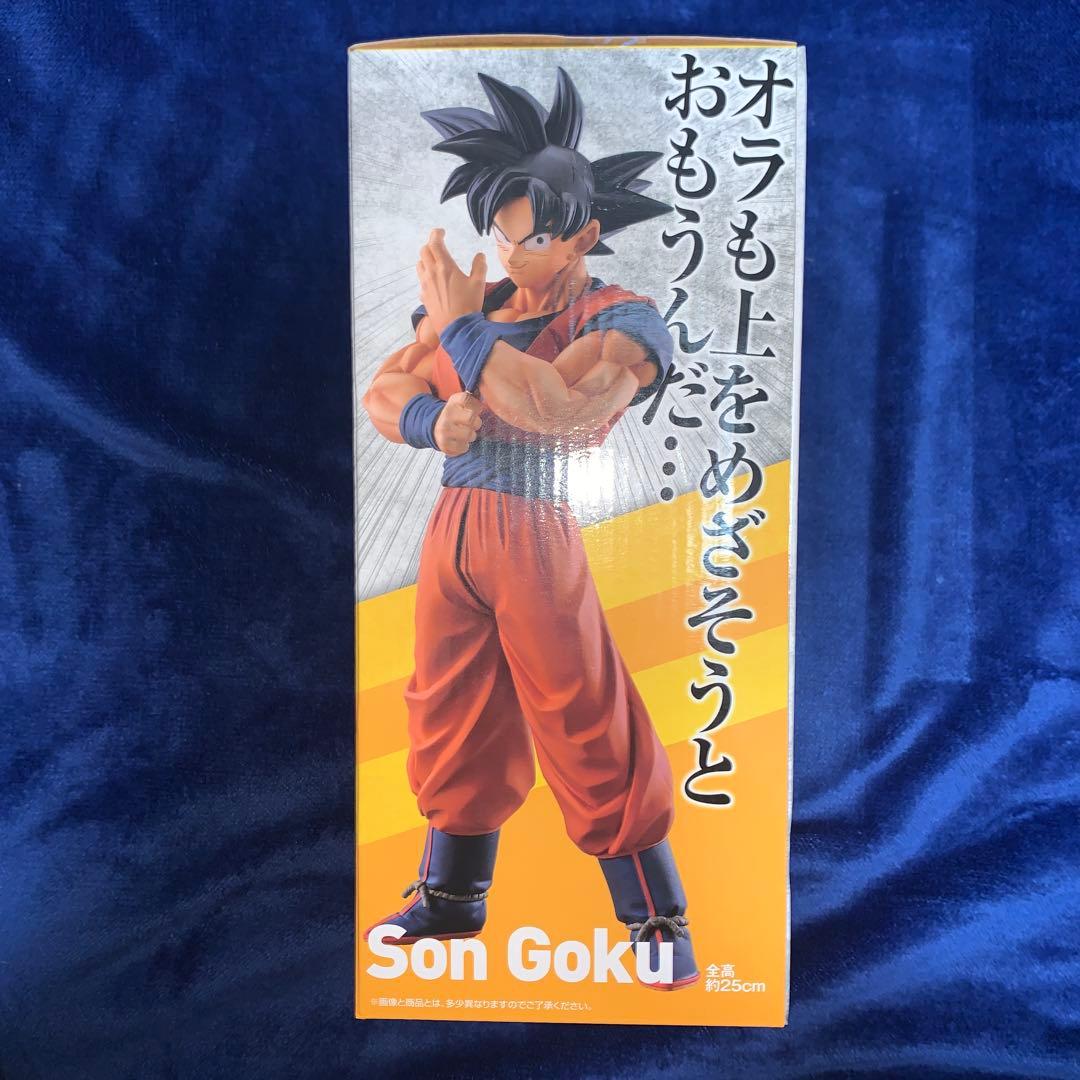 オラも上をめざそうと
おもうんだ…
Son Goku
全高
約25cm
※画像と商品とは、多少異なりますのでご了承ください。